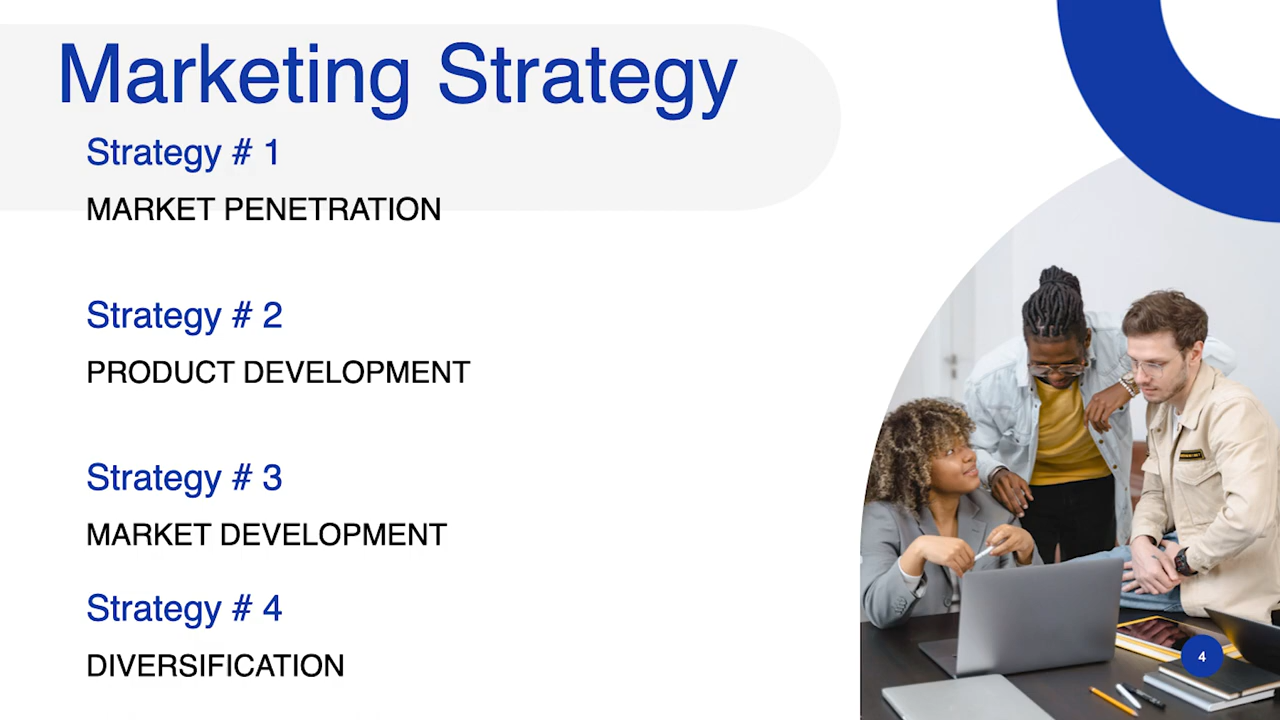 Marketing Strategy
Strategy # 1
MARKET PENETRATION
Strategy # 2
PRODUCT DEVELOPMENT
Strategy # 3
MARKET DEVELOPMENT
Strategy # 4
DIVERSIFICATION
4